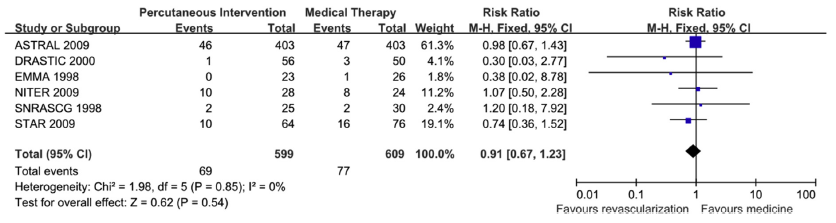 Percutaneous Intervention Medical Therapy Risk Ratio Risk Ratio
Study or Subgroup Events Total Events Total Weight M-H, Fixed, 95% CI M-H, Fixed, 95% CI
ASTRAL 2009 46 403 47 403 61.3% 0.98 [0.67, 1.43]
DRASTIC 2000 1 56 3 50 4.1% 0.30 [0.03, 2.77]
EMMA 1998 0 23 1 26 1.8% 0.38 [0.02, 8.78]
NITER 2009 10 28 8 24 11.2% 1.07 [0.50, 2.28]
SNRASCG 1998 2 25 2 30 2.4% 1.20 [0.18, 7.92]
STAR 2009 10 64 16 76 19.1% 0.74 [0.36, 1.52]
Total (95% CI) 599 609 100.0% 0.91 [0.67, 1.23]
Total events 69 77
Heterogeneity: Chi² = 1.98, df = 5 (P = 0.85); I² = 0%
Test for overall effect: Z = 0.62 (P = 0.54)
0.01 0.1 1 10 100
Favours revascularization Favours medicine